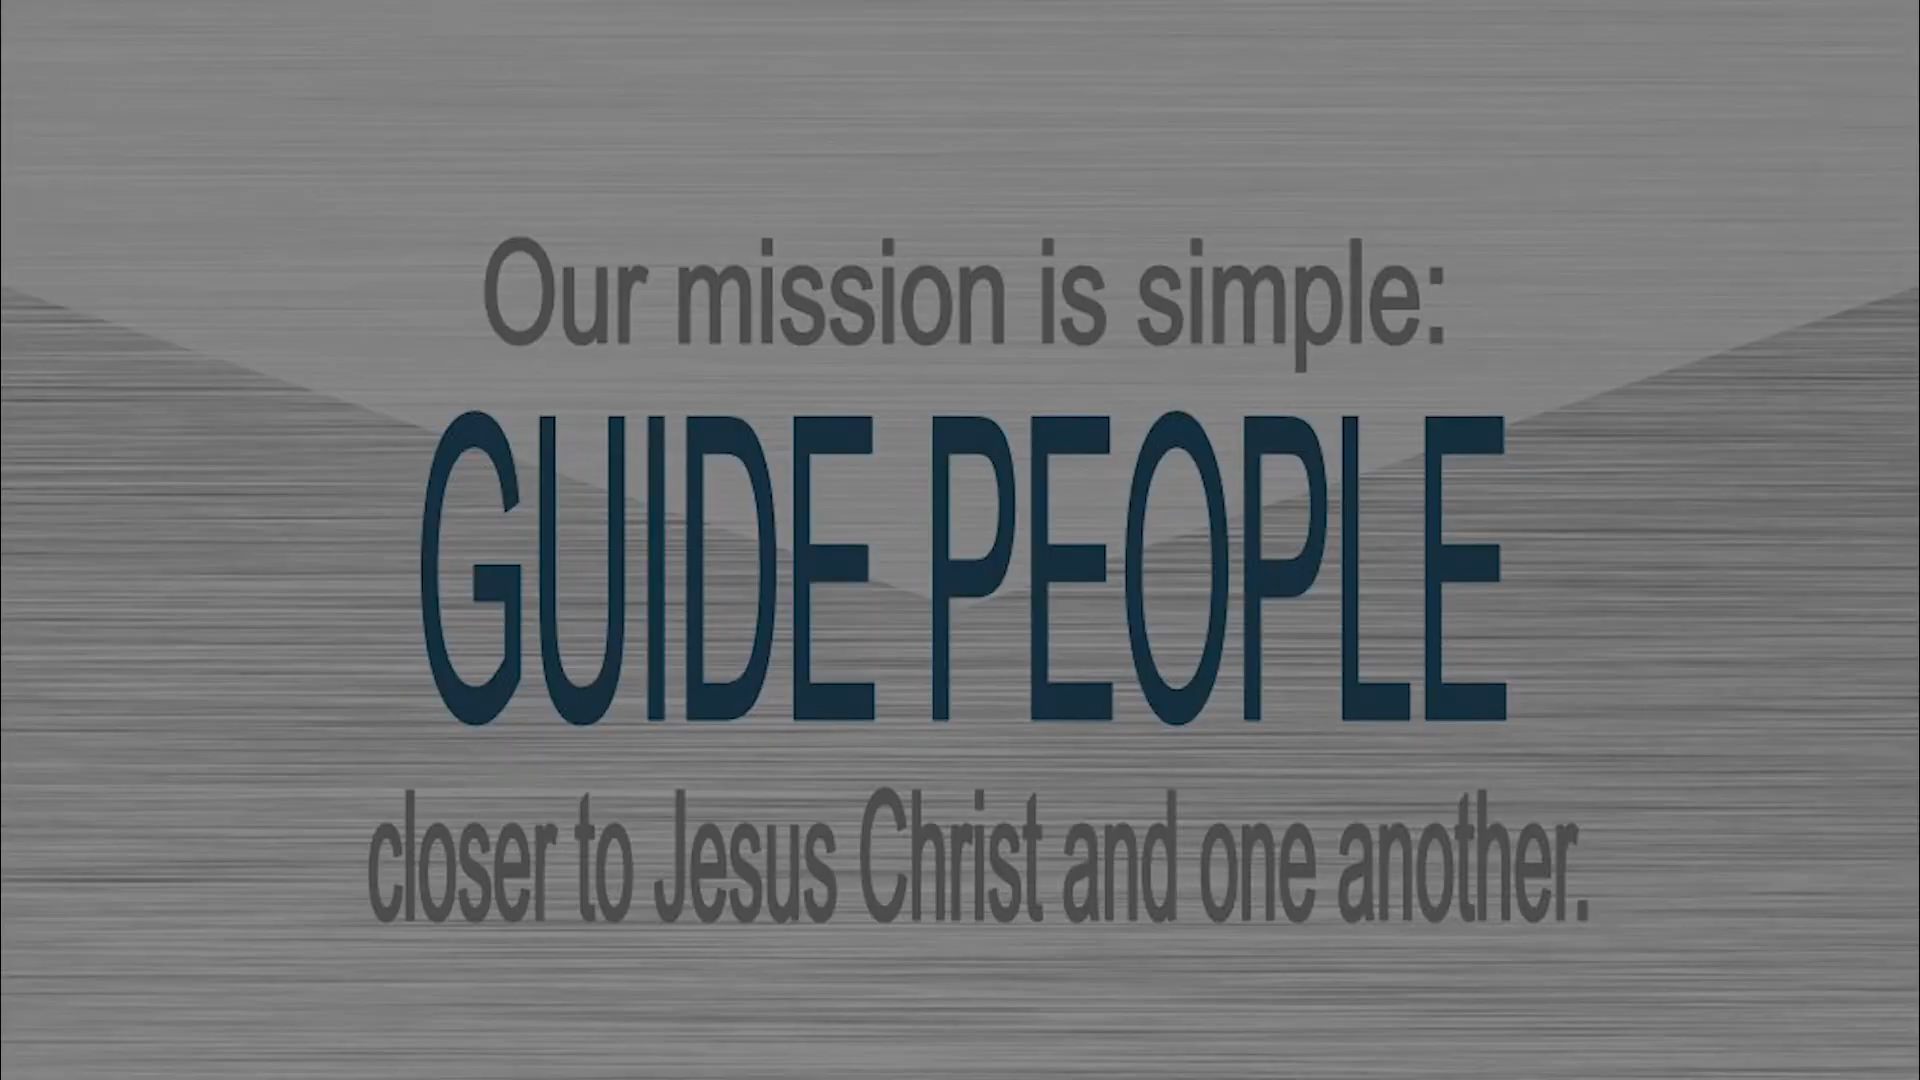 Our mission is simple:
GUIDE PEOPLE
closer to Jesus Christ and one another.